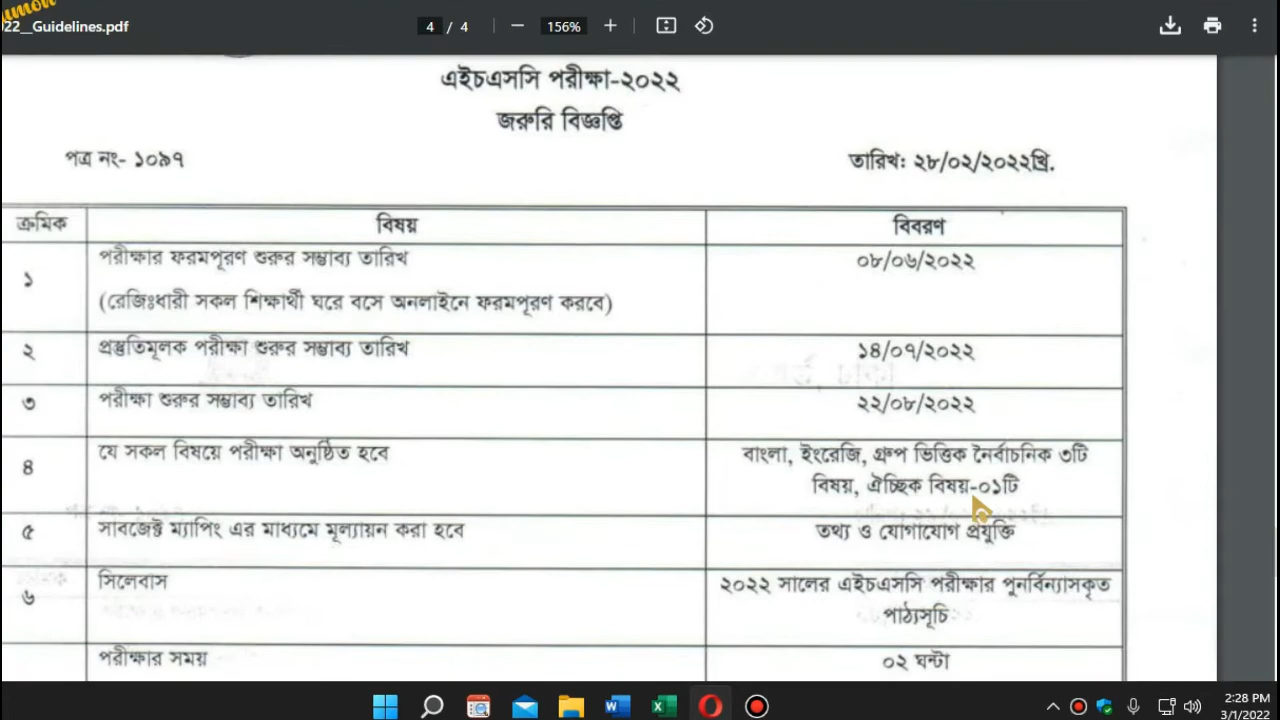 22__Guidelines.pdf
4 / 4
156%
এইচএসসি পরীক্ষা-২০২২
জরুরি বিজ্ঞপ্তি
পত্র নং- ১০৯৭
তারিখ: ২৮/০২/২০২২খ্রি.
ক্রমিক বিষয় বিবরণ
১ পরীক্ষার ফরমপূরণ শুরুর সম্ভাব্য তারিখ ০৮/০৬/২০২২
(রেজিঃধারী সকল শিক্ষার্থী ঘরে বসে অনলাইনে ফরমপূরণ করবে)
২ প্রস্তুতিমূলক পরীক্ষা শুরুর সম্ভাব্য তারিখ ১৪/০৭/২০২২
৩ পরীক্ষা শুরুর সম্ভাব্য তারিখ ২২/০৮/২০২২
৪ যে সকল বিষয়ে পরীক্ষা অনুষ্ঠিত হবে বাংলা, ইংরেজি, গ্রুপ ভিত্তিক নৈর্বাচনিক ৩টি
বিষয়, ঐচ্ছিক বিষয়-০১টি
৫ সাবজেক্ট ম্যাপিং এর মাধ্যমে মূল্যায়ন করা হবে তথ্য ও যোগাযোগ প্রযুক্তি
৬ সিলেবাস ২০২২ সালের এইচএসসি পরীক্ষার পুনর্বিন্যাসকৃত
পাঠ্যসূচি
পরীক্ষার সময় ০২ ঘন্টা
2:28 PM
3/1/2022